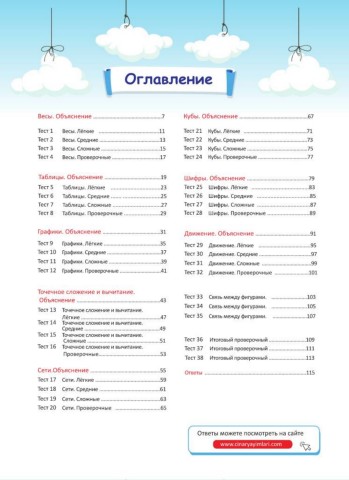 Оглавление
Весы. Объяснение 7
Тест 1 Весы. Лёгкие 11
Тест 2 Весы. Средние 13
Тест 3 Весы. Сложные 15
Тест 4 Весы. Проверочные 17
Таблицы. Объяснение 19
Тест 5 Таблицы. Лёгкие 23
Тест 6 Таблицы. Средние 25
Тест 7 Таблицы. Сложные 27
Тест 8 Таблицы. Проверочные 29
Графики. Объяснение 31
Тест 9 Графики. Лёгкие 35
Тест 10 Графики. Средние 37
Тест 11 Графики. Сложные 39
Тест 12 Графики. Проверочные 41
Точечное сложение и вычитание.
Объяснение 43
Тест 13 Точечное сложение и вычитание.
Лёгкие 47
Тест 14 Точечное сложение и вычитание.
Средние 49
Тест 15 Точечное сложение и вычитание.
Сложные 51
Тест 16 Точечное сложение и вычитание.
Проверочные 53
Сети.Объяснение 55
Тест 17 Сети. Лёгкие 59
Тест 18 Сети. Средние 61
Тест 19 Сети. Сложные 63
Тест 20 Сети. Проверочные 65
Кубы. Объяснение 67
Тест 21 Кубы. Лёгкие 71
Тест 22 Кубы. Средние 73
Тест 23 Кубы. Сложные 75
Тест 24 Кубы. Проверочные 77
Шифры. Объяснение 79
Тест 25 Шифры. Лёгкие 83
Тест 26 Шифры. Средние 85
Тест 27 Шифры. Сложные 87
Тест 28 Шифры. Проверочные 89
Движение. Объяснение 91
Тест 29 Движение. Лёгкие 95
Тест 30 Движение. Средние 97
Тест 31 Движение. Сложные 99
Тест 32 Движение. Проверочные 101
Тест 33 Связь между фигурами. 103
Тест 34 Связь между фигурами. 105
Тест 35 Связь между фигурами. 107
Тест 36 Итоговый проверочный 109
Тест 37 Итоговый проверочный 111
Тест 38 Итоговый проверочный 113
Ответы 115
Ответы можете посмотреть на сайте
www.cinaryayinlari.com